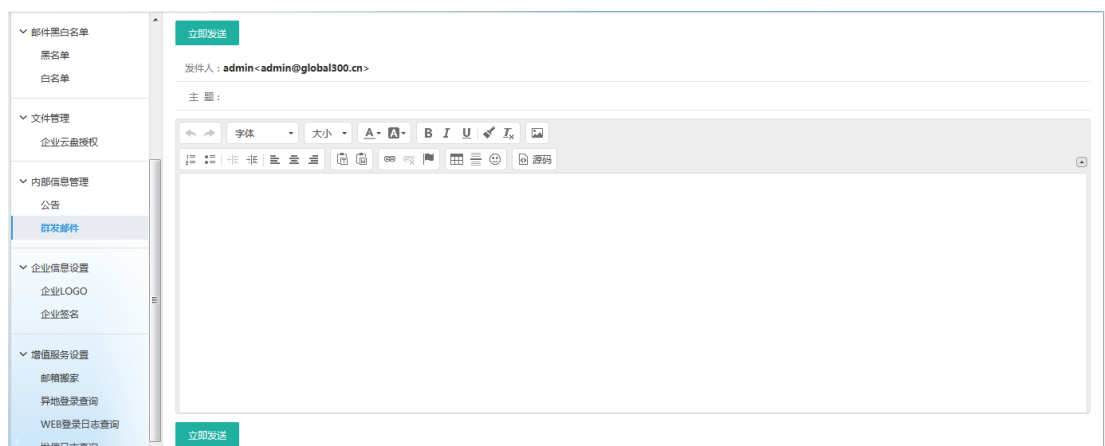 邮件黑白名单
黑名单
白名单
文件管理
企业云盘授权
内部信息管理
公告
群发邮件
企业信息设置
企业LOGO
企业签名
增值服务设置
邮箱搬家
异地登录查询
WEB登录日志查询
立即发送
发件人：admin<admin@global300.cn>
主 题：
字体 大小 A A B I U Ix
源码
立即发送